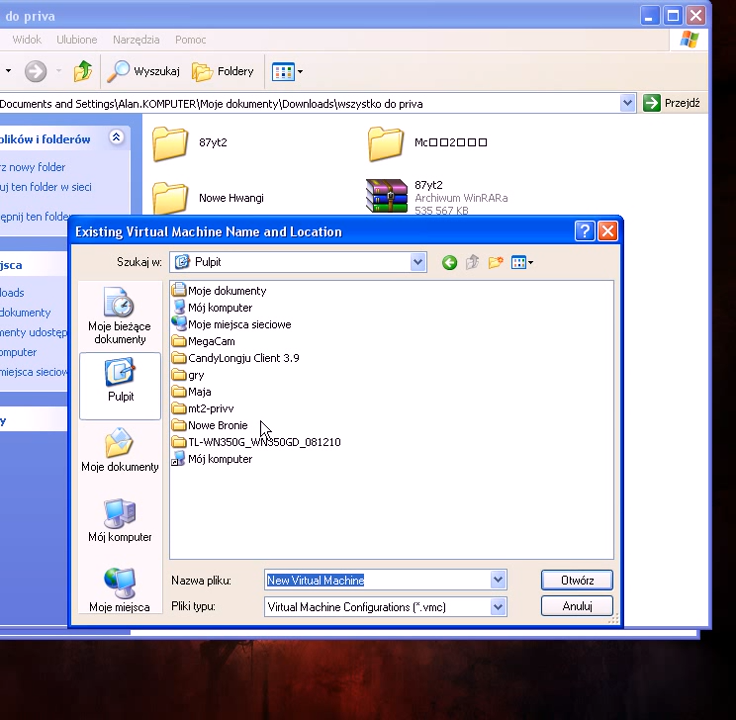 do priva
Widok Ulubione Narzędzia Pomoc
Wyszukaj Foldery
Documents and Settings\Alan.KOMPUTER\Moje dokumenty\Downloads\wszystko do priva Przejdź
plików i folderów
rz nowy folder
uj ten folder w sieci
ępnij ten folde
jsca
loads
dokumenty
menty udostęp
omputer
miejsca sieciow
y
87yt2
Mc□□2□□□
Nowe Hwangi
87yt2
Archiwum WinRARa
535 567 KB
Existing Virtual Machine Name and Location
Szukaj w: Pulpit
Moje bieżące
dokumenty
Pulpit
Moje dokumenty
Mój komputer
Moje miejsca
Moje dokumenty
Mój komputer
Moje miejsca sieciowe
MegaCam
CandyLongju Client 3.9
gry
Maja
mt2-privv
Nowe Bronie
TL-WN350G_WN350GD_081210
Mój komputer
Nazwa pliku: New Virtual Machine Otwórz
Pliki typu: Virtual Machine Configurations (*.vmc) Anuluj